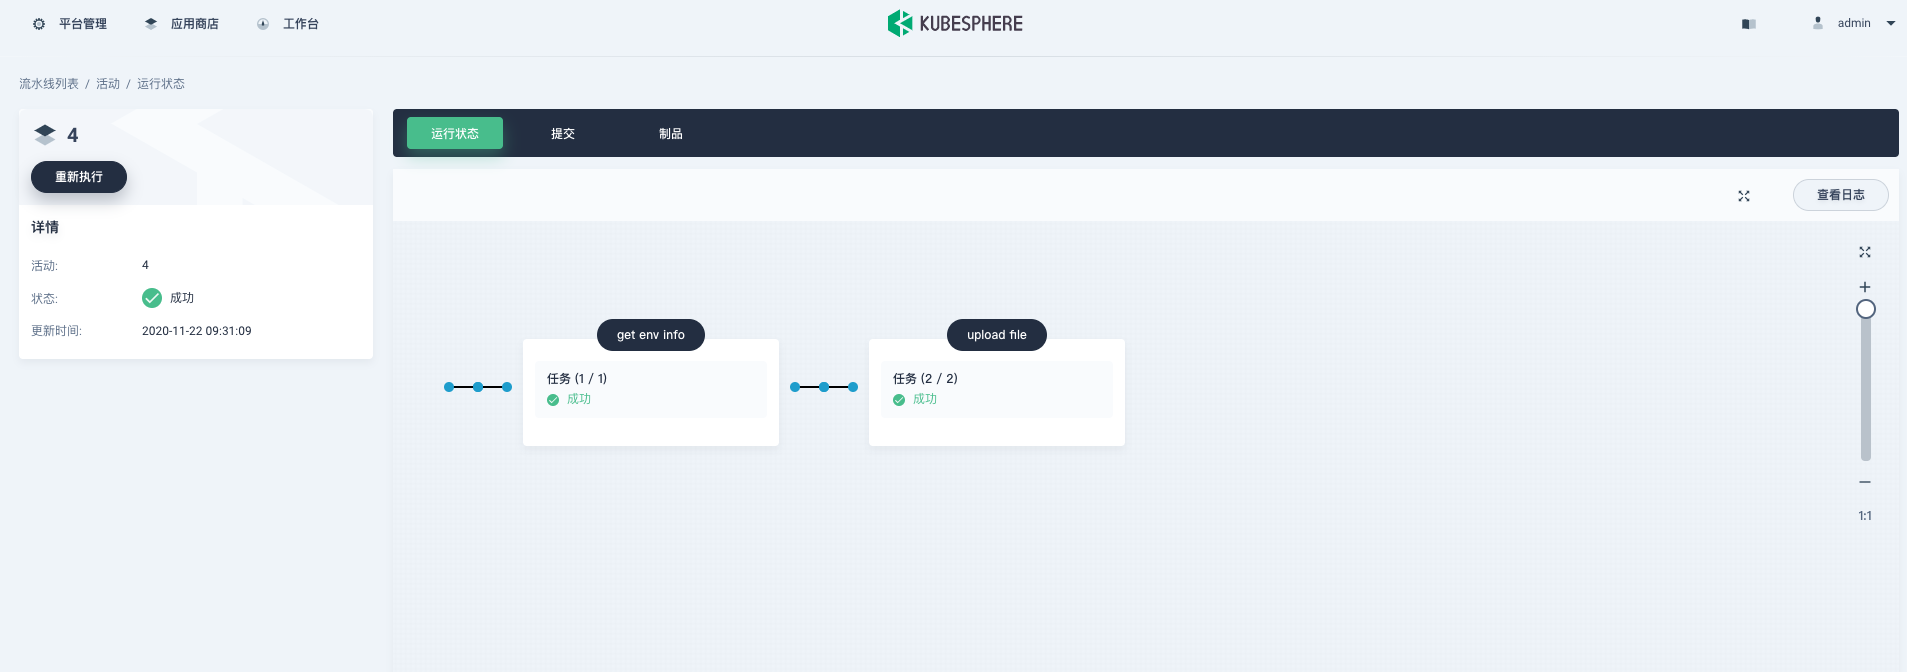 平台管理 应用商店 工作台 KUBESPHERE admin
流水线列表 / 活动 / 运行状态
4
重新执行
详情
活动: 4
状态: 成功
更新时间: 2020-11-22 09:31:09
运行状态 提交 制品
查看日志
get env info
任务 (1 / 1)
成功
upload file
任务 (2 / 2)
成功
1:1